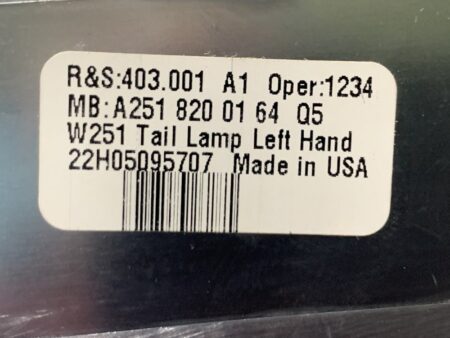 R&S:403.001 A1 Oper:1234
MB:A251 820 01 64 Q5
W251 Tail Lamp Left Hand
22H05095707 Made in USA